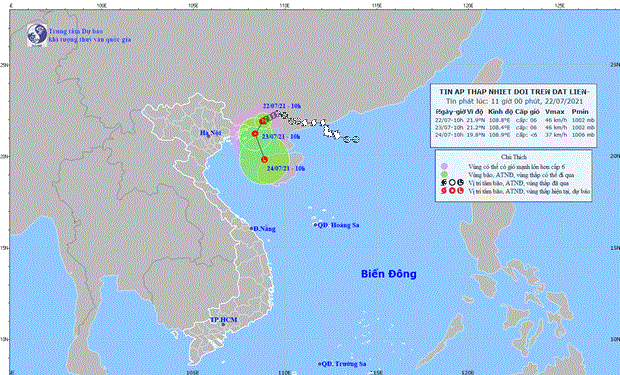 Trung tâm Dự báo
khí tượng thuỷ văn quốc gia
TIN AP THAP NHIET DOI TREN DAT LIEN-
Tin phát lúc: 11 giờ 00 phút, 22/07/2021
Ngày-giờ Vĩ độ Kinh độ Cấp gió Vmax Pmin
22/07-10h 21.9°N 108.8°E cấp: 06 46 km/h 1002 mb
23/07-10h 21.2°N 108.4°E cấp: 06 46 km/h 1002 mb
24/07-10h 19.8°N 108.9°E cấp: <6 37 km/h 1006 mb
Chú Thích
Vùng có thể có gió mạnh lớn hơn cấp 6
Vùng bão, ATNĐ, vùng thấp có thể đi qua
Vị trí tâm bão, ATNĐ, vùng thấp đã qua
Vị trí tâm bão, ATNĐ, vùng thấp hiện tại, dự báo
22/07/21 - 10h
23/07/21 - 10h
24/07/21 - 10h
Hà Nội
Đ.Nẵng
QĐ. Hoàng Sa
Biển Đông
TP.HCM
QĐ. Trường Sa
105E 110E 115E 120E 125E
25N
20N
15N
10N
105E 110E 115E 120E